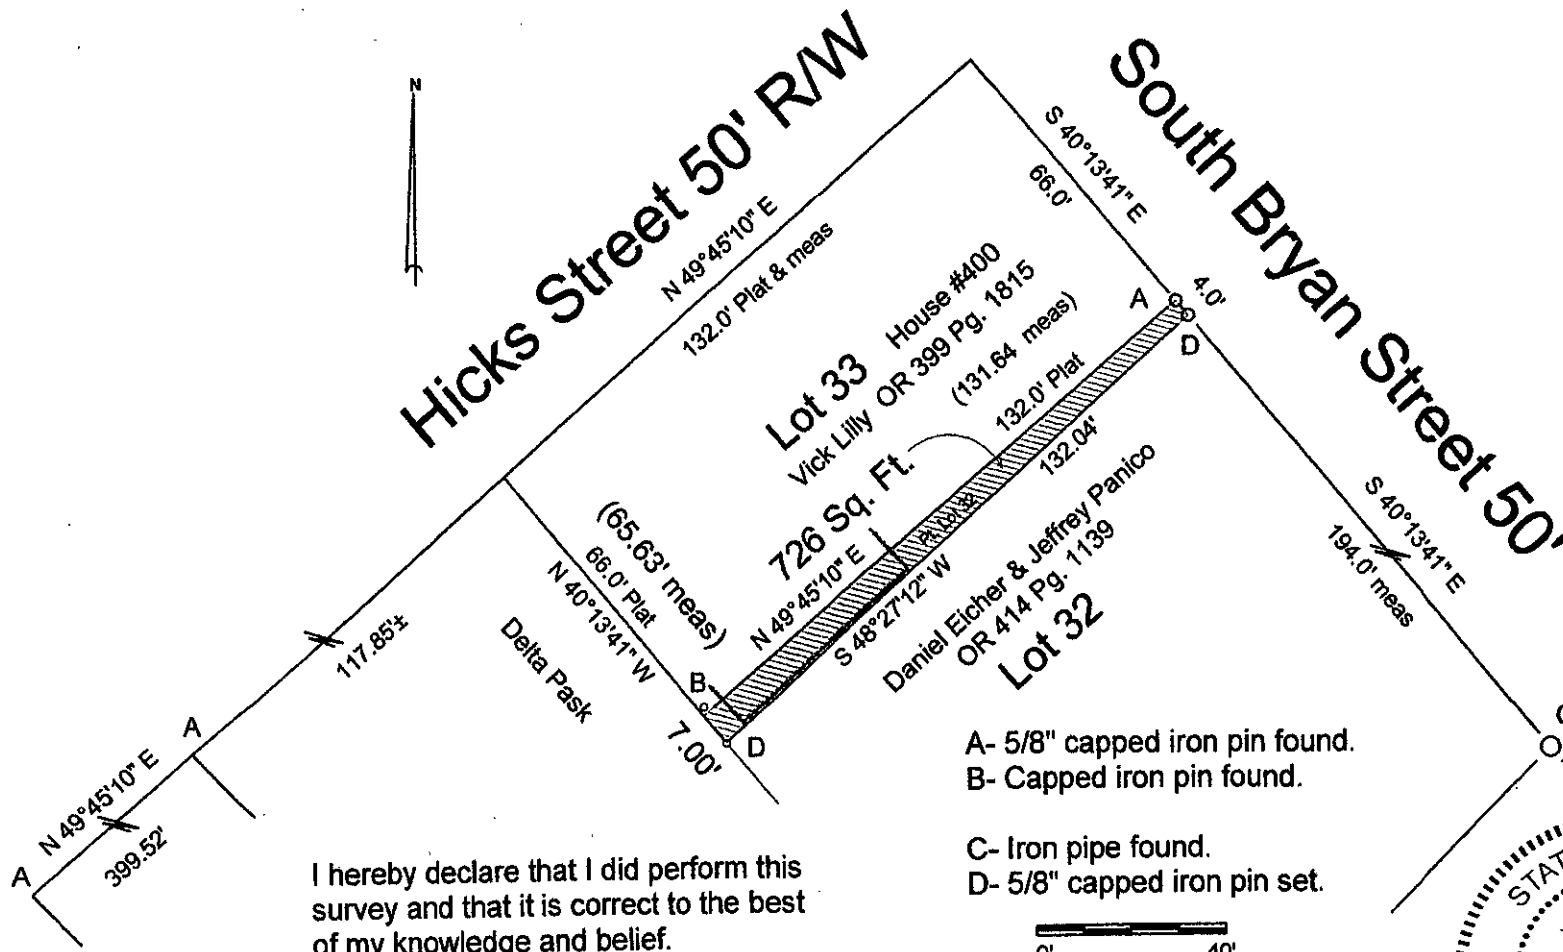 N
Hicks Street 50' R/W
South Bryan Street 50'
N 49°45'10" E
132.0' Plat & meas
S 40°13'41" E
66.0'
A
4.0'
D
Lot 33 House #400
Vick Lilly OR 399 Pg. 1815
(131.64 meas)
132.0' Plat
132.04'
726 Sq. Ft.
Pt. Lot 32
N 49°45'10" E
S 48°27'12" W
Daniel Eicher & Jeffrey Panico
OR 414 Pg. 1139
Lot 32
S 40°13'41" E
194.0' meas
(65.63' meas)
66.0' Plat
N 40°13'41" W
Delta Pask
B
7.00'
D
117.85'±
A
N 49°45'10" E
399.52'
A
A- 5/8" capped iron pin found.
B- Capped iron pin found.
C- Iron pipe found.
D- 5/8" capped iron pin set.
0' 40'
I hereby declare that I did perform this
survey and that it is correct to the best
of my knowledge and belief.
STAT